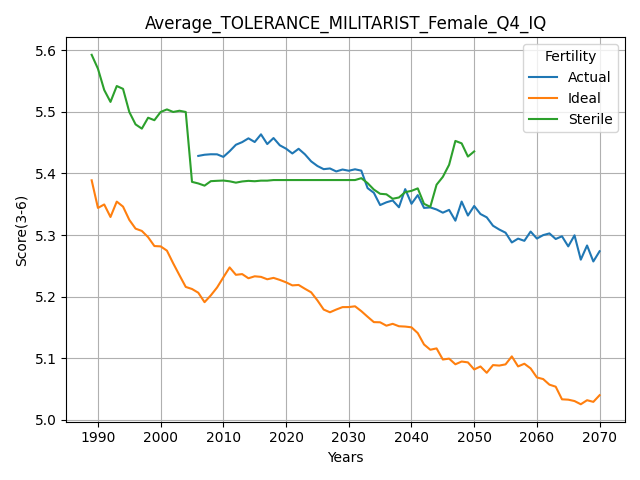 Average_TOLERANCE_MILITARIST_Female_Q4_IQ
Fertility
Actual
Ideal
Sterile
Score(3-6)
5.6
5.5
5.4
5.3
5.2
5.1
5.0
1990 2000 2010 2020 2030 2040 2050 2060 2070
Years